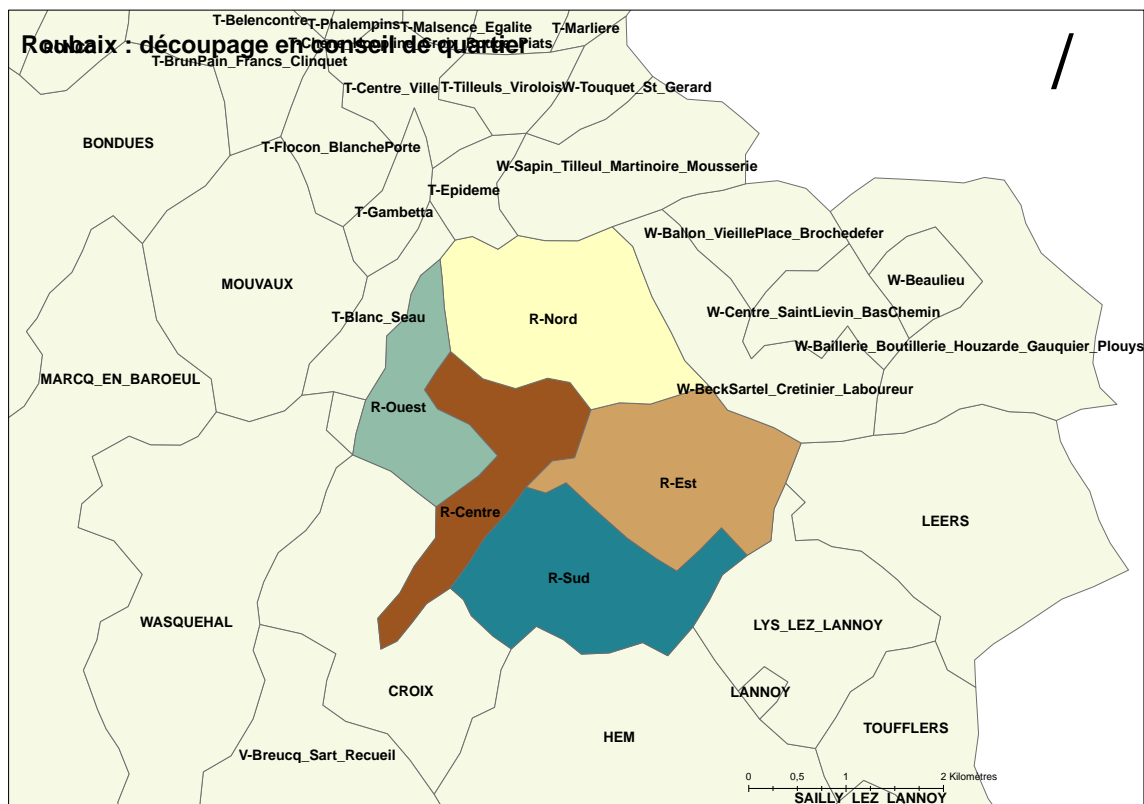 T-Belencontre
T-Phalempins
T-Malsence_Egalite
T-Marliere
Roubaix : découpage en conseil de quartier
T-BrunPain_Francs_Clinquet
T-Centre_Ville
T-Tilleuls_Virolois
W-Touquet_St_Gerard
BONDUES
T-Flocon_BlanchePorte
W-Sapin_Tilleul_Martinoire_Mousserie
T-Epideme
T-Gambetta
W-Ballon_VieillePlace_Brochedefer
MOUVAUX
W-Beaulieu
T-Blanc_Seau
R-Nord
W-Centre_SaintLievin_BasChemin
W-Baillerie_Boutillerie_Houzarde_Gauquier_Plouys
MARCQ_EN_BAROEUL
W-BeckSartel_Cretinier_Laboureur
R-Ouest
R-Est
R-Centre
LEERS
R-Sud
WASQUEHAL
LYS_LEZ_LANNOY
CROIX
LANNOY
TOUFFLERS
HEM
V-Breucq_Sart_Recueil
0 0,5 1 2 Kilometres
SAILLY_LEZ_LANNOY